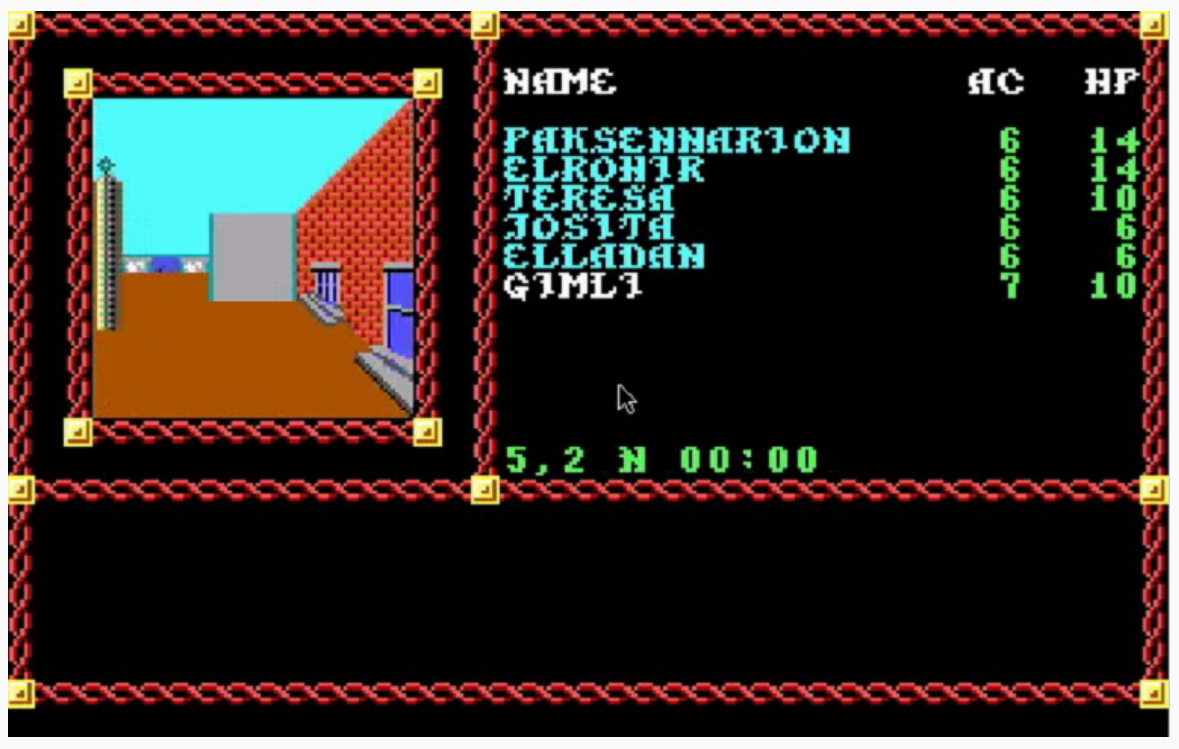 NAME AC HP
PAKSENNARION 6 14
ELROHIR 6 14
TERESA 6 10
JOSITA 6 6
ELLADAN 6 6
GIMLI 7 10
5,2 N 00:00